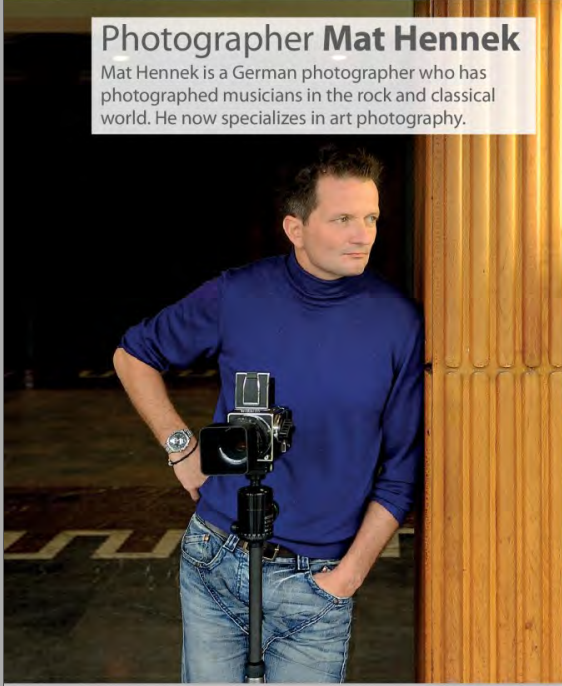 Photographer Mat Hennek
Mat Hennek is a German photographer who has
photographed musicians in the rock and classical
world. He now specializes in art photography.